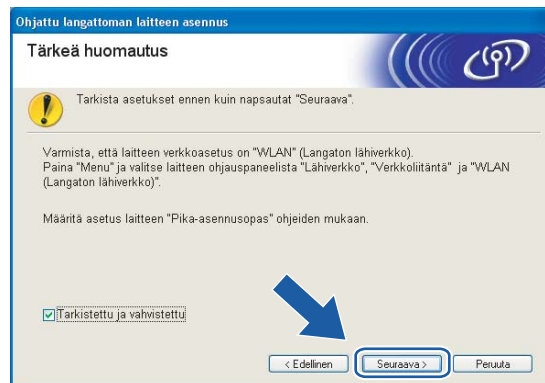 Ohjattu langattoman laitteen asennus
Tärkeä huomautus
Tarkista asetukset ennen kuin napsautat "Seuraava".
Varmista, että laitteen verkkoasetus on "WLAN" (Langaton lähiverkko).
Paina "Menu" ja valitse laitteen ohjauspaneelista "Lähiverkko", "Verkkoliitäntä" ja "WLAN
(Langaton lähiverkko)".
Määritä asetus laitteen "Pika-asennusopas" ohjeiden mukaan.
Tarkistettu ja vahvistettu
< Edellinen
Seuraava >
Peruuta